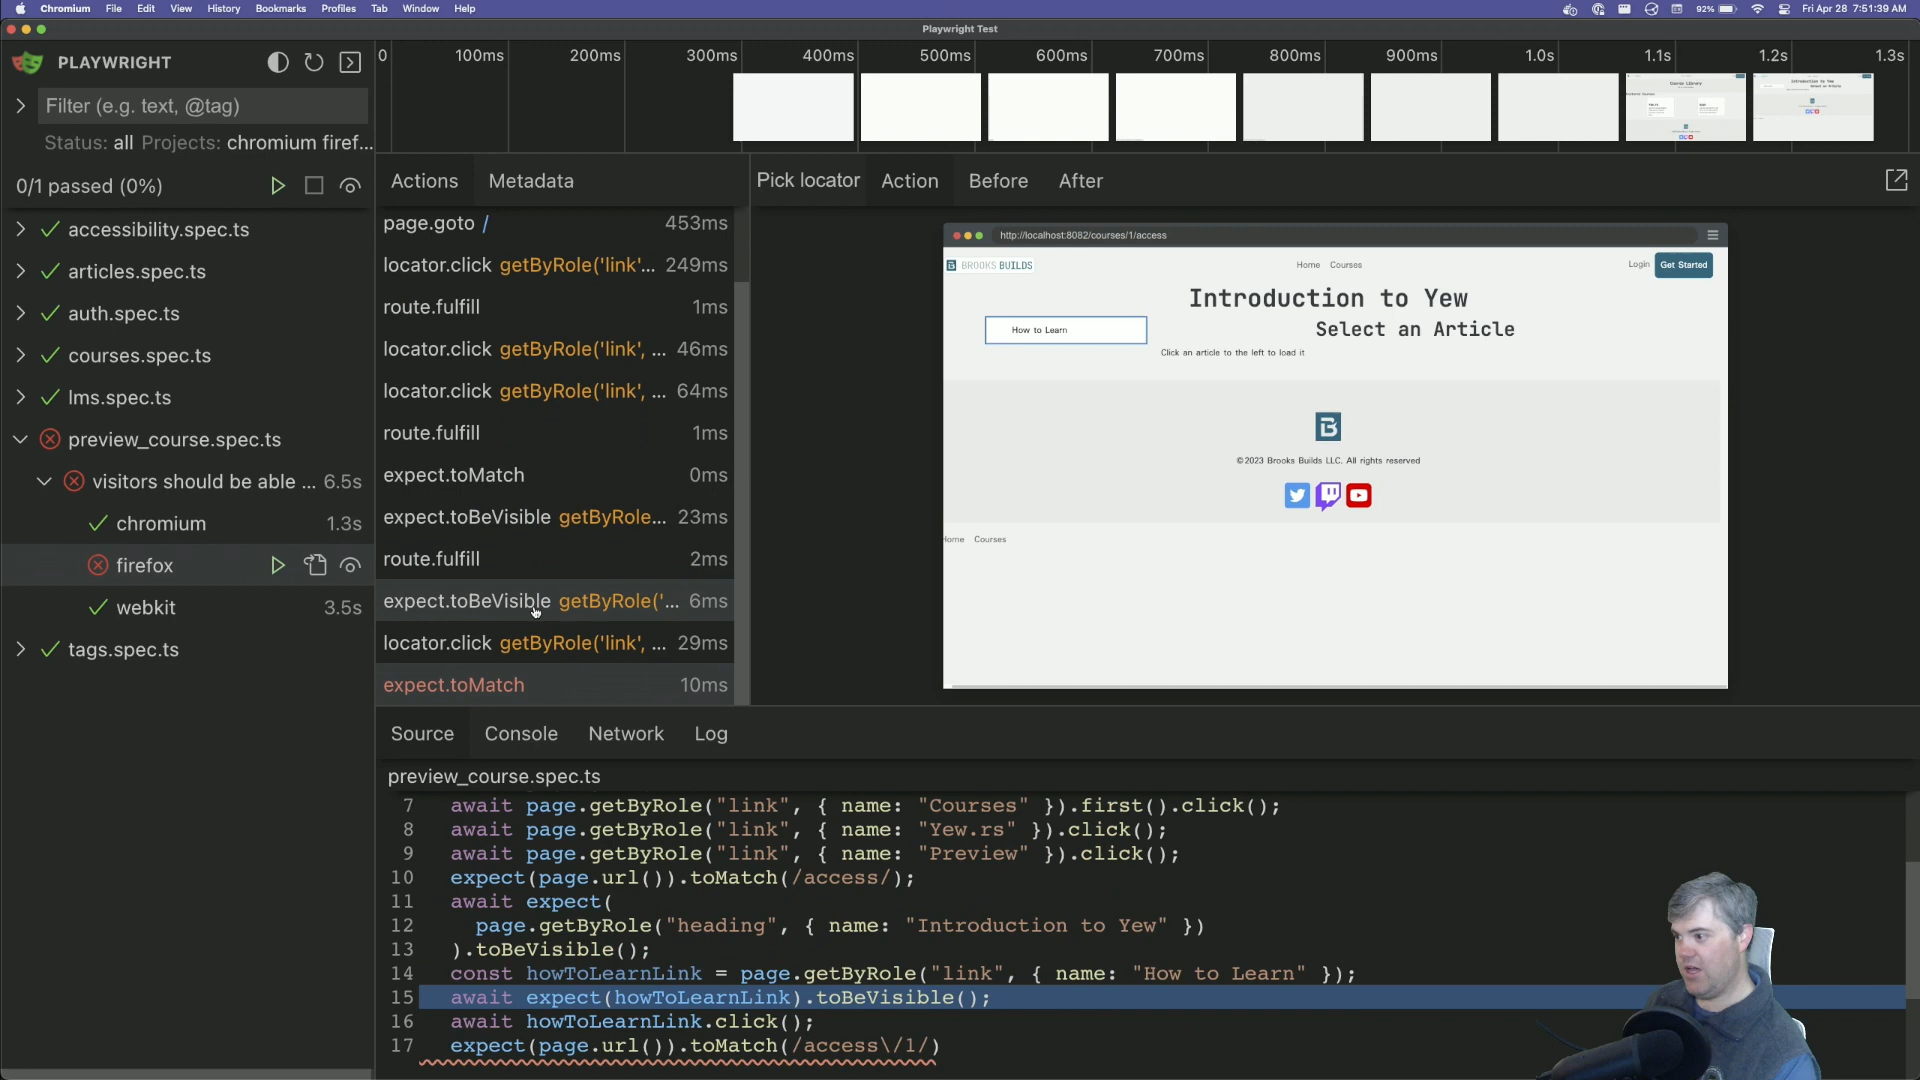 Chromium File Edit View History Bookmarks Profiles Tab Window Help 92% Fri Apr 28 7:51:39 AM
Playwright Test
PLAYWRIGHT
0 100ms 200ms 300ms 400ms 500ms 600ms 700ms 800ms 900ms 1.0s 1.1s 1.2s 1.3s
Filter (e.g. text, @tag)
Status: all Projects: chromium firef...
0/1 passed (0%)
accessibility.spec.ts
articles.spec.ts
auth.spec.ts
courses.spec.ts
lms.spec.ts
preview_course.spec.ts
visitors should be able ... 6.5s
chromium 1.3s
firefox
webkit 3.5s
tags.spec.ts
Actions Metadata
page.goto / 453ms
locator.click getByRole('link'... 249ms
route.fulfill 1ms
locator.click getByRole('link', ... 46ms
locator.click getByRole('link', ... 64ms
route.fulfill 1ms
expect.toMatch 0ms
expect.toBeVisible getByRole... 23ms
route.fulfill 2ms
expect.toBeVisible getByRole('... 6ms
locator.click getByRole('link', ... 29ms
expect.toMatch 10ms
Pick locator Action Before After
http://localhost:8082/courses/1/access
BROOKS BUILDS Home Courses Login Get Started
Introduction to Yew
How to Learn
Select an Article
Click an article to the left to load it
©2023 Brooks Builds LLC. All rights reserved
Home Courses
Source Console Network Log
preview_course.spec.ts
7 await page.getByRole("link", { name: "Courses" }).first().click();
8 await page.getByRole("link", { name: "Yew.rs" }).click();
9 await page.getByRole("link", { name: "Preview" }).click();
10 expect(page.url()).toMatch(/access/);
11 await expect(
12 page.getByRole("heading", { name: "Introduction to Yew" })
13 ).toBeVisible();
14 const howToLearnLink = page.getByRole("link", { name: "How to Learn" });
15 await expect(howToLearnLink).toBeVisible();
16 await howToLearnLink.click();
17 expect(page.url()).toMatch(/access\/1/)